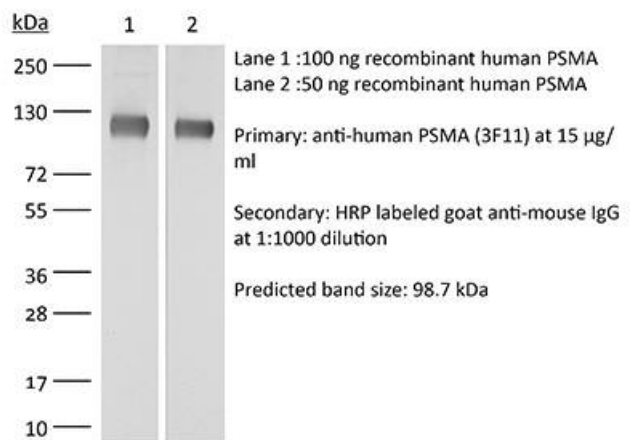 kDa
1 2
250
130
72
55
36
28
17
10
Lane 1 :100 ng recombinant human PSMA
Lane 2 :50 ng recombinant human PSMA
Primary: anti-human PSMA (3F11) at 15 µg/
ml
Secondary: HRP labeled goat anti-mouse IgG
at 1:1000 dilution
Predicted band size: 98.7 kDa